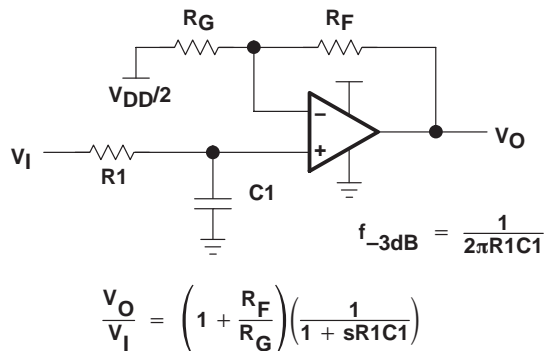 RG
RF
VDD/2
−
+
VI
R1
C1
VO
f–3dB = 1/2πR1C1
VO/VI = (1 + RF/RG)(1/1 + sR1C1)